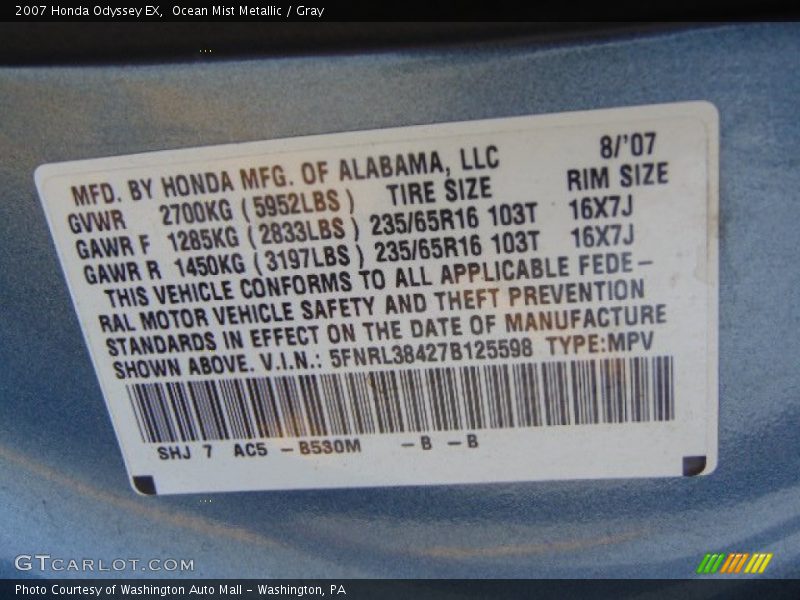 2007 Honda Odyssey EX,  Ocean Mist Metallic / Gray
8/'07
MFD. BY HONDA MFG. OF ALABAMA, LLC
GVWR 2700KG (5952LBS) TIRE SIZE RIM SIZE
GAWR F 1285KG (2833LBS) 235/65R16 103T 16X7J
GAWR R 1450KG (3197LBS) 235/65R16 103T 16X7J
THIS VEHICLE CONFORMS TO ALL APPLICABLE FEDE-
RAL MOTOR VEHICLE SAFETY AND THEFT PREVENTION
STANDARDS IN EFFECT ON THE DATE OF MANUFACTURE
SHOWN ABOVE. V.I.N.: 5FNRL38427B125598 TYPE:MPV
SHJ 7 AC5 - B530M - B - B
GTCARLOT.COM
Photo Courtesy of Washington Auto Mall - Washington, PA